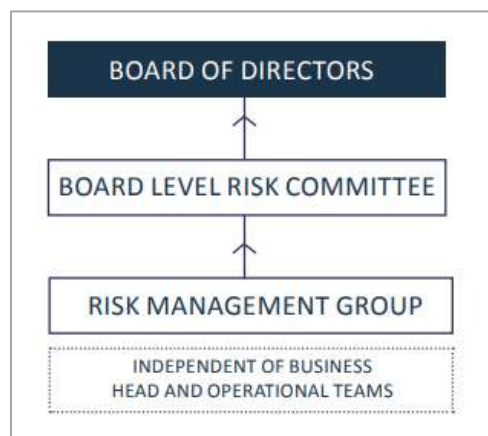 BOARD OF DIRECTORS
BOARD LEVEL RISK COMMITTEE
RISK MANAGEMENT GROUP
INDEPENDENT OF BUSINESS
HEAD AND OPERATIONAL TEAMS